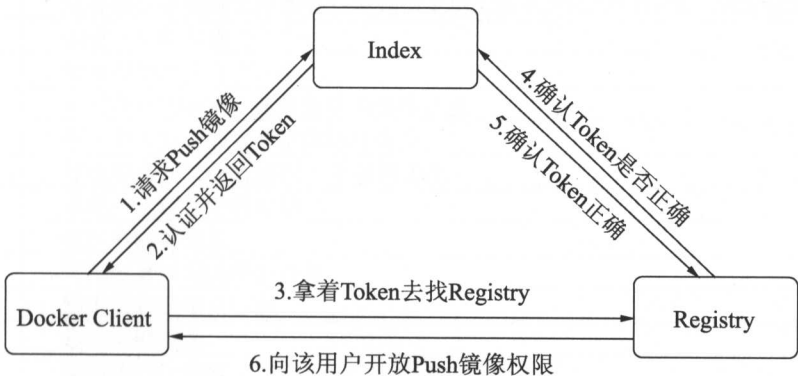 Index
1.请求Push镜像
2.认证并返回Token
4.确认Token是否正确
5.确认Token正确
Docker Client
3.拿着Token去找Registry
Registry
6.向该用户开放Push镜像权限